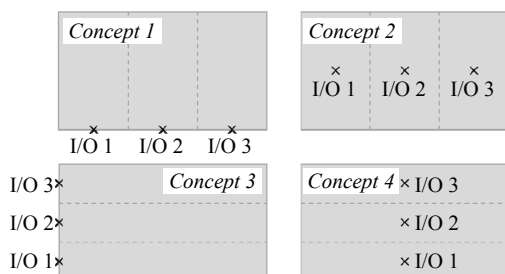 Concept 1
I/O 1
I/O 2
I/O 3
Concept 2
I/O 1
I/O 2
I/O 3
Concept 3
I/O 3
I/O 2
I/O 1
Concept 4
I/O 3
I/O 2
I/O 1